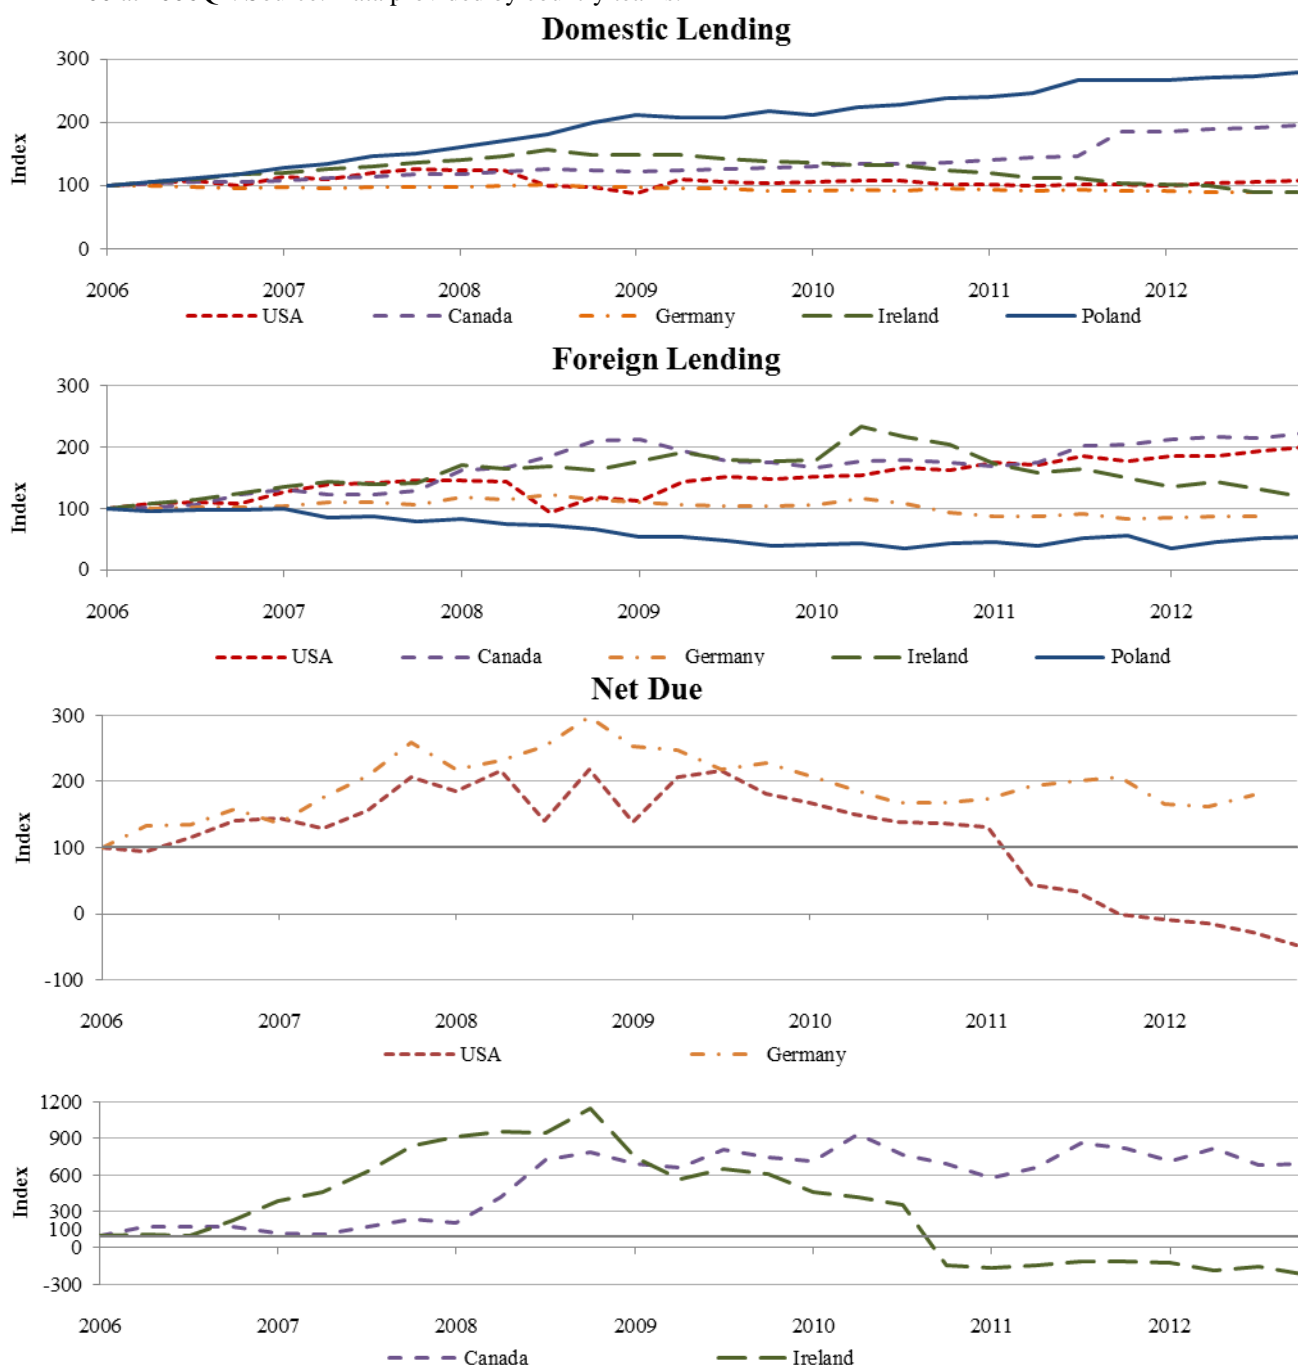 Domestic Lending
300
200
100
0
Index
2006 2007 2008 2009 2010 2011 2012
USA Canada Germany Ireland Poland
Foreign Lending
300
200
100
0
Index
2006 2007 2008 2009 2010 2011 2012
USA Canada Germany Ireland Poland
Net Due
300
200
100
0
-100
Index
2006 2007 2008 2009 2010 2011 2012
USA Germany
1200
900
600
300
100
0
-300
Index
2006 2007 2008 2009 2010 2011 2012
Canada Ireland